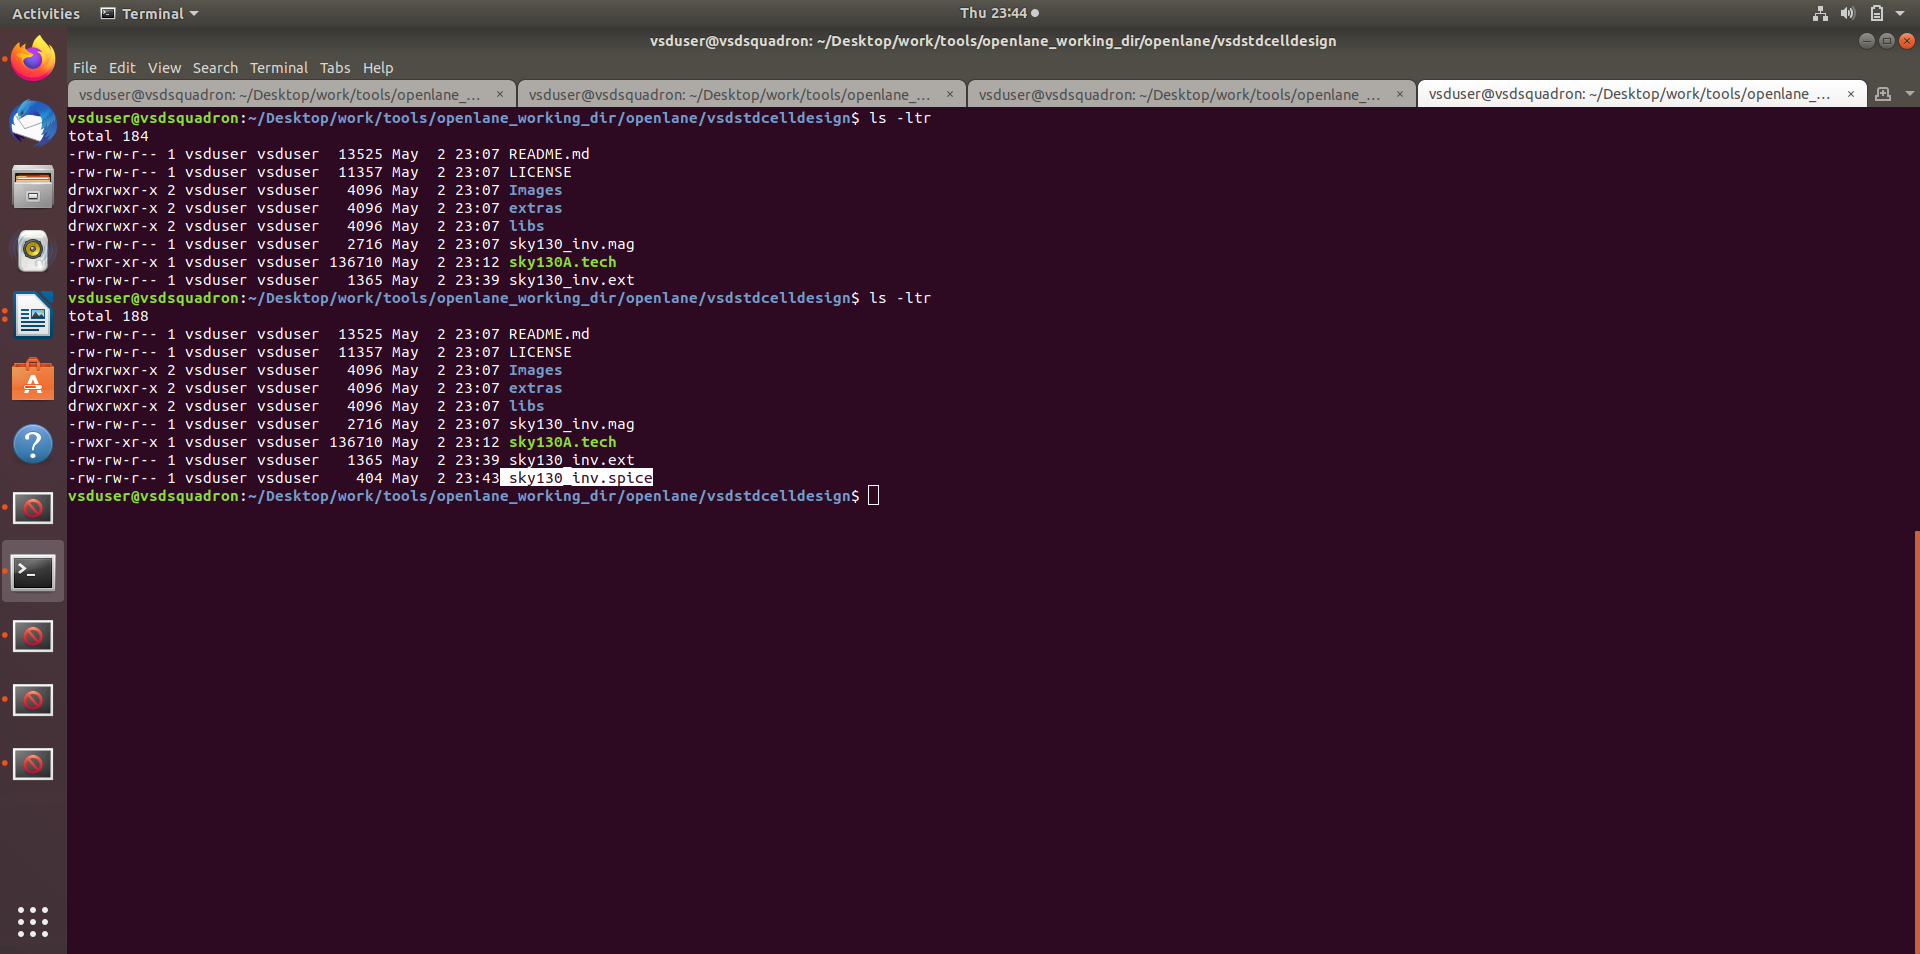 Activities Terminal Thu 23:44
vsduser@vsdsquadron: ~/Desktop/work/tools/openlane_working_dir/openlane/vsdstdcelldesign
File Edit View Search Terminal Tabs Help
vsduser@vsdsquadron: ~/Desktop/work/tools/openlane_... × vsduser@vsdsquadron: ~/Desktop/work/tools/openlane_... × vsduser@vsdsquadron: ~/Desktop/work/tools/openlane_... × vsduser@vsdsquadron: ~/Desktop/work/tools/openlane_... ×
vsduser@vsdsquadron:~/Desktop/work/tools/openlane_working_dir/openlane/vsdstdcelldesign$ ls -ltr
total 184
-rw-rw-r-- 1 vsduser vsduser  13525 May  2 23:07 README.md
-rw-rw-r-- 1 vsduser vsduser  11357 May  2 23:07 LICENSE
drwxrwxr-x 2 vsduser vsduser   4096 May  2 23:07 Images
drwxrwxr-x 2 vsduser vsduser   4096 May  2 23:07 extras
drwxrwxr-x 2 vsduser vsduser   4096 May  2 23:07 libs
-rw-rw-r-- 1 vsduser vsduser   2716 May  2 23:07 sky130_inv.mag
-rwxr-xr-x 1 vsduser vsduser 136710 May  2 23:12 sky130A.tech
-rw-rw-r-- 1 vsduser vsduser   1365 May  2 23:39 sky130_inv.ext
vsduser@vsdsquadron:~/Desktop/work/tools/openlane_working_dir/openlane/vsdstdcelldesign$ ls -ltr
total 188
-rw-rw-r-- 1 vsduser vsduser  13525 May  2 23:07 README.md
-rw-rw-r-- 1 vsduser vsduser  11357 May  2 23:07 LICENSE
drwxrwxr-x 2 vsduser vsduser   4096 May  2 23:07 Images
drwxrwxr-x 2 vsduser vsduser   4096 May  2 23:07 extras
drwxrwxr-x 2 vsduser vsduser   4096 May  2 23:07 libs
-rw-rw-r-- 1 vsduser vsduser   2716 May  2 23:07 sky130_inv.mag
-rwxr-xr-x 1 vsduser vsduser 136710 May  2 23:12 sky130A.tech
-rw-rw-r-- 1 vsduser vsduser   1365 May  2 23:39 sky130_inv.ext
-rw-rw-r-- 1 vsduser vsduser    404 May  2 23:43 sky130_inv.spice
vsduser@vsdsquadron:~/Desktop/work/tools/openlane_working_dir/openlane/vsdstdcelldesign$